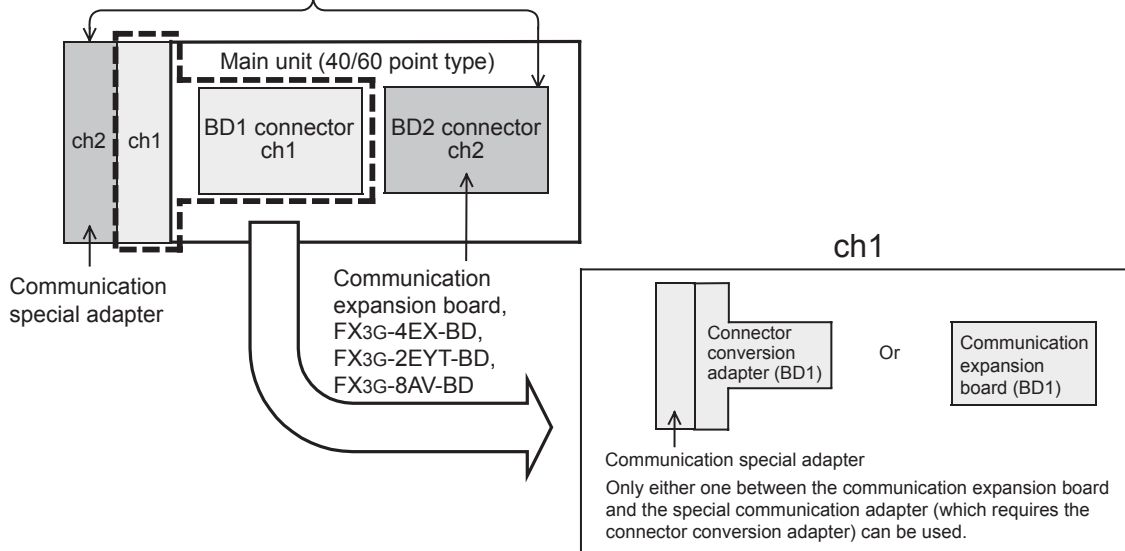 Main unit (40/60 point type)
ch2
ch1
BD1 connector
ch1
BD2 connector
ch2
Communication
special adapter
Communication
expansion board,
FX3G-4EX-BD,
FX3G-2EYT-BD,
FX3G-8AV-BD
ch1
Connector
conversion
adapter (BD1)
Or
Communication
expansion
board (BD1)
Communication special adapter
Only either one between the communication expansion board
and the special communication adapter (which requires the
connector conversion adapter) can be used.